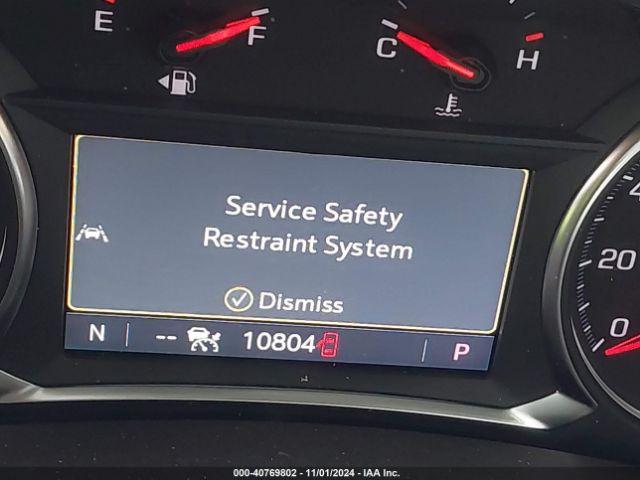 E F C H
Service Safety
Restraint System
Dismiss
N -- 10804 P
20
0
000-40769802 - 11/01/2024 - IAA Inc.